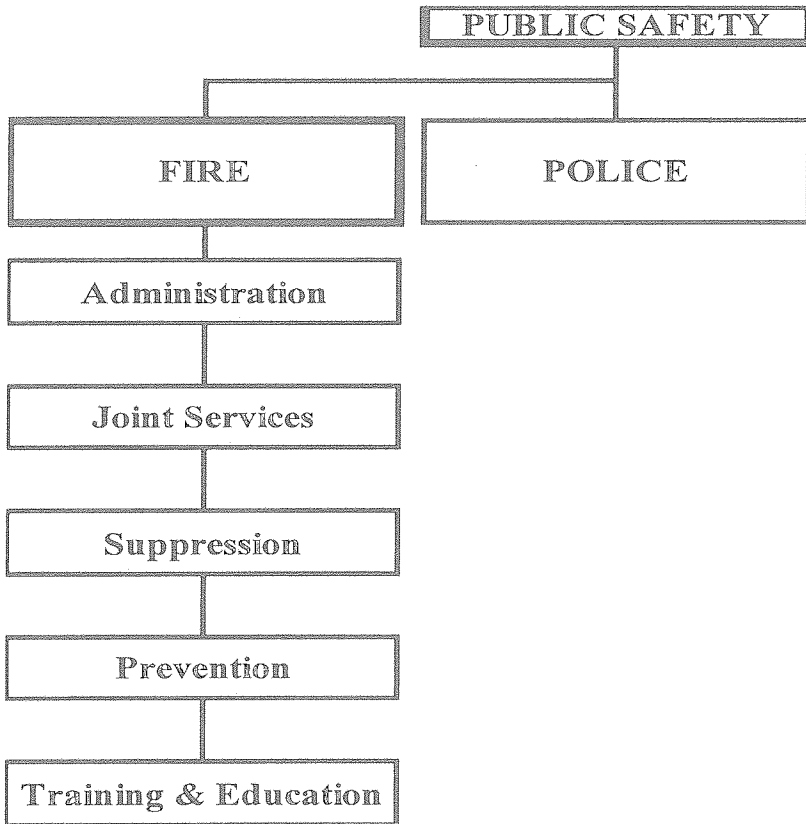 PUBLIC SAFETY
FIRE
POLICE
Administration
Joint Services
Suppression
Prevention
Training & Education